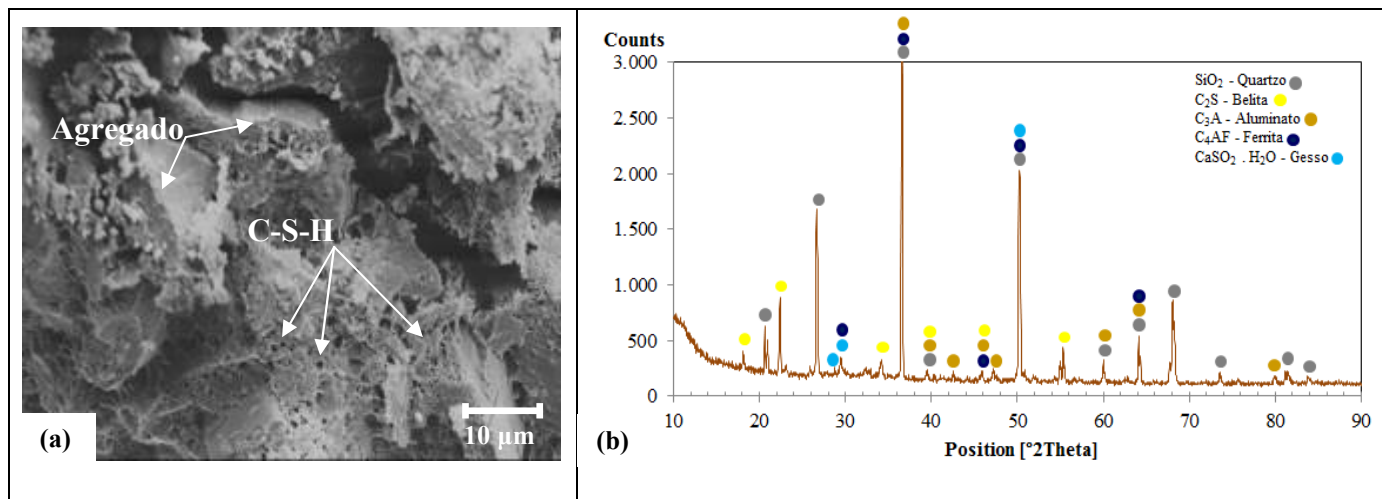 Agregado
C-S-H
10 µm
(a)
Counts
3.000
2.500
2.000
1.500
1.000
500
0
10 20 30 40 50 60 70 80 90
Position [°2Theta]
SiO₂ - Quartzo
C₂S - Belita
C₃A - Aluminato
C₄AF - Ferrita
CaSO₂ . H₂O - Gesso
(b)